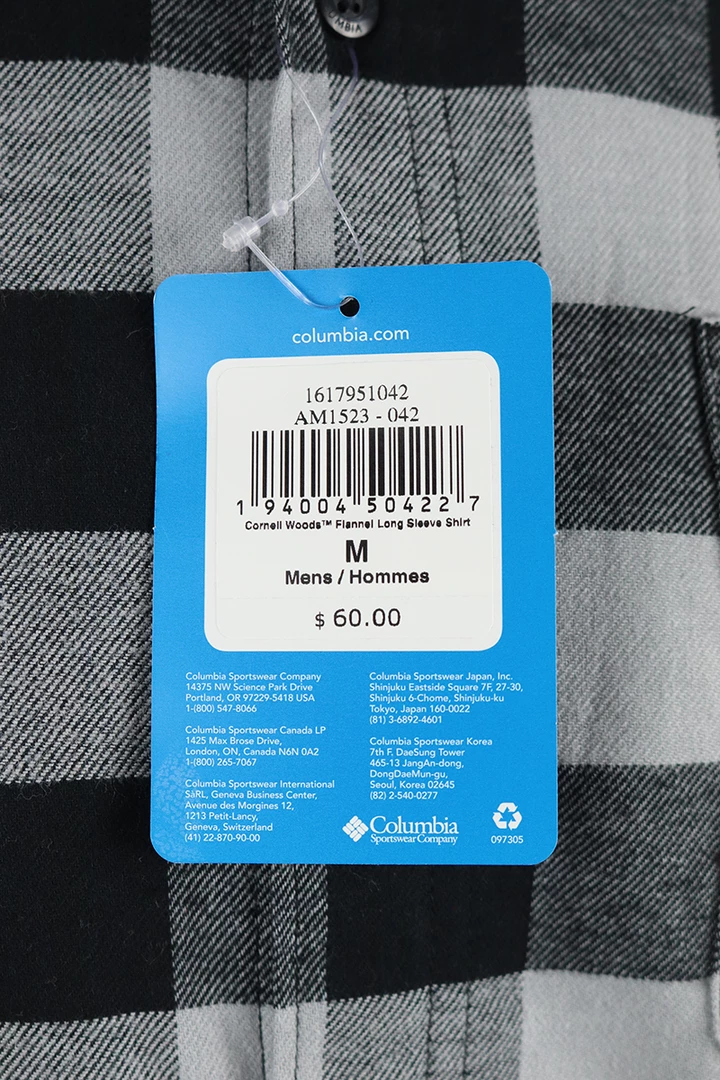 UMBIA
columbia.com
1617951042
AM1523 - 042
1 94004 50422 7
Cornell Woods™ Flannel Long Sleeve Shirt
M
Mens / Hommes
$ 60.00
Columbia Sportswear Company
14375 NW Science Park Drive
Portland, OR 97229-5418 USA
1-(800) 547-8066
Columbia Sportswear Canada LP
1425 Max Brose Drive,
London, ON, Canada N6N 0A2
1-(800) 265-7067
Columbia Sportswear International
SàRL, Geneva Business Center,
Avenue des Morgines 12,
1213 Petit-Lancy,
Geneva, Switzerland
(41) 22-870-90-00
Columbia Sportswear Japan, Inc.
Shinjuku Eastside Square 7F, 27-30,
Shinjuku 6-Chome, Shinjuku-ku
Tokyo, Japan 160-0022
(81) 3-6892-4601
Columbia Sportswear Korea
7th F, DaeSung Tower
465-13 JangAn-dong,
DongDaeMun-gu,
Seoul, Korea 02645
(82) 2-540-0277
Columbia
Sportswear Company
097305